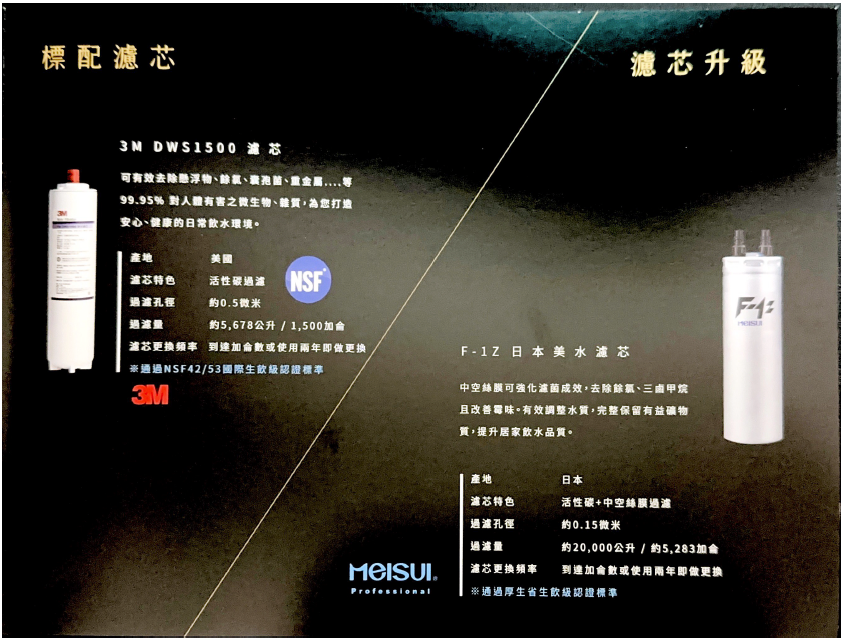 標配濾芯
濾芯升級
3M DWS1500 濾芯
可有效去除懸浮物、餘氯、囊孢菌、重金屬....等
99.95% 對人體有害之微生物、雜質，為您打造
安心、健康的日常飲水環境。
產地 美國
濾芯特色 活性碳過濾
過濾孔徑 約0.5微米
過濾量 約5,678公升 / 1,500加侖
濾芯更換頻率 到達加侖數或使用兩年即做更換
※通過NSF42/53國際生飲級認證標準
NSF
3M
3M
F-1Z
MEISUI
F-1Z 日本美水濾芯
中空絲膜可強化濾菌成效，去除餘氯、三鹵甲烷
且改善霉味。有效調整水質，完整保留有益礦物
質，提升居家飲水品質。
產地 日本
濾芯特色 活性碳+中空絲膜過濾
過濾孔徑 約0.15微米
過濾量 約20,000公升 / 約5,283加侖
濾芯更換頻率 到達加侖數或使用兩年即做更換
※通過厚生省生飲級認證標準
MEISUI.
Professional